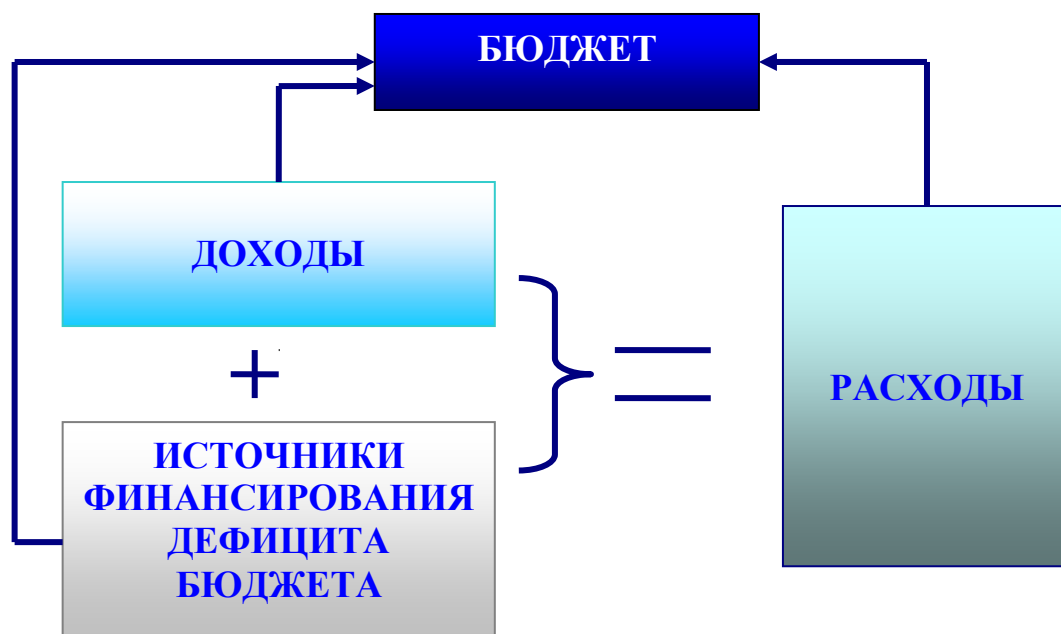 БЮДЖЕТ
ДОХОДЫ
+
ИСТОЧНИКИ
ФИНАНСИРОВАНИЯ
ДЕФИЦИТА
БЮДЖЕТА
РАСХОДЫ